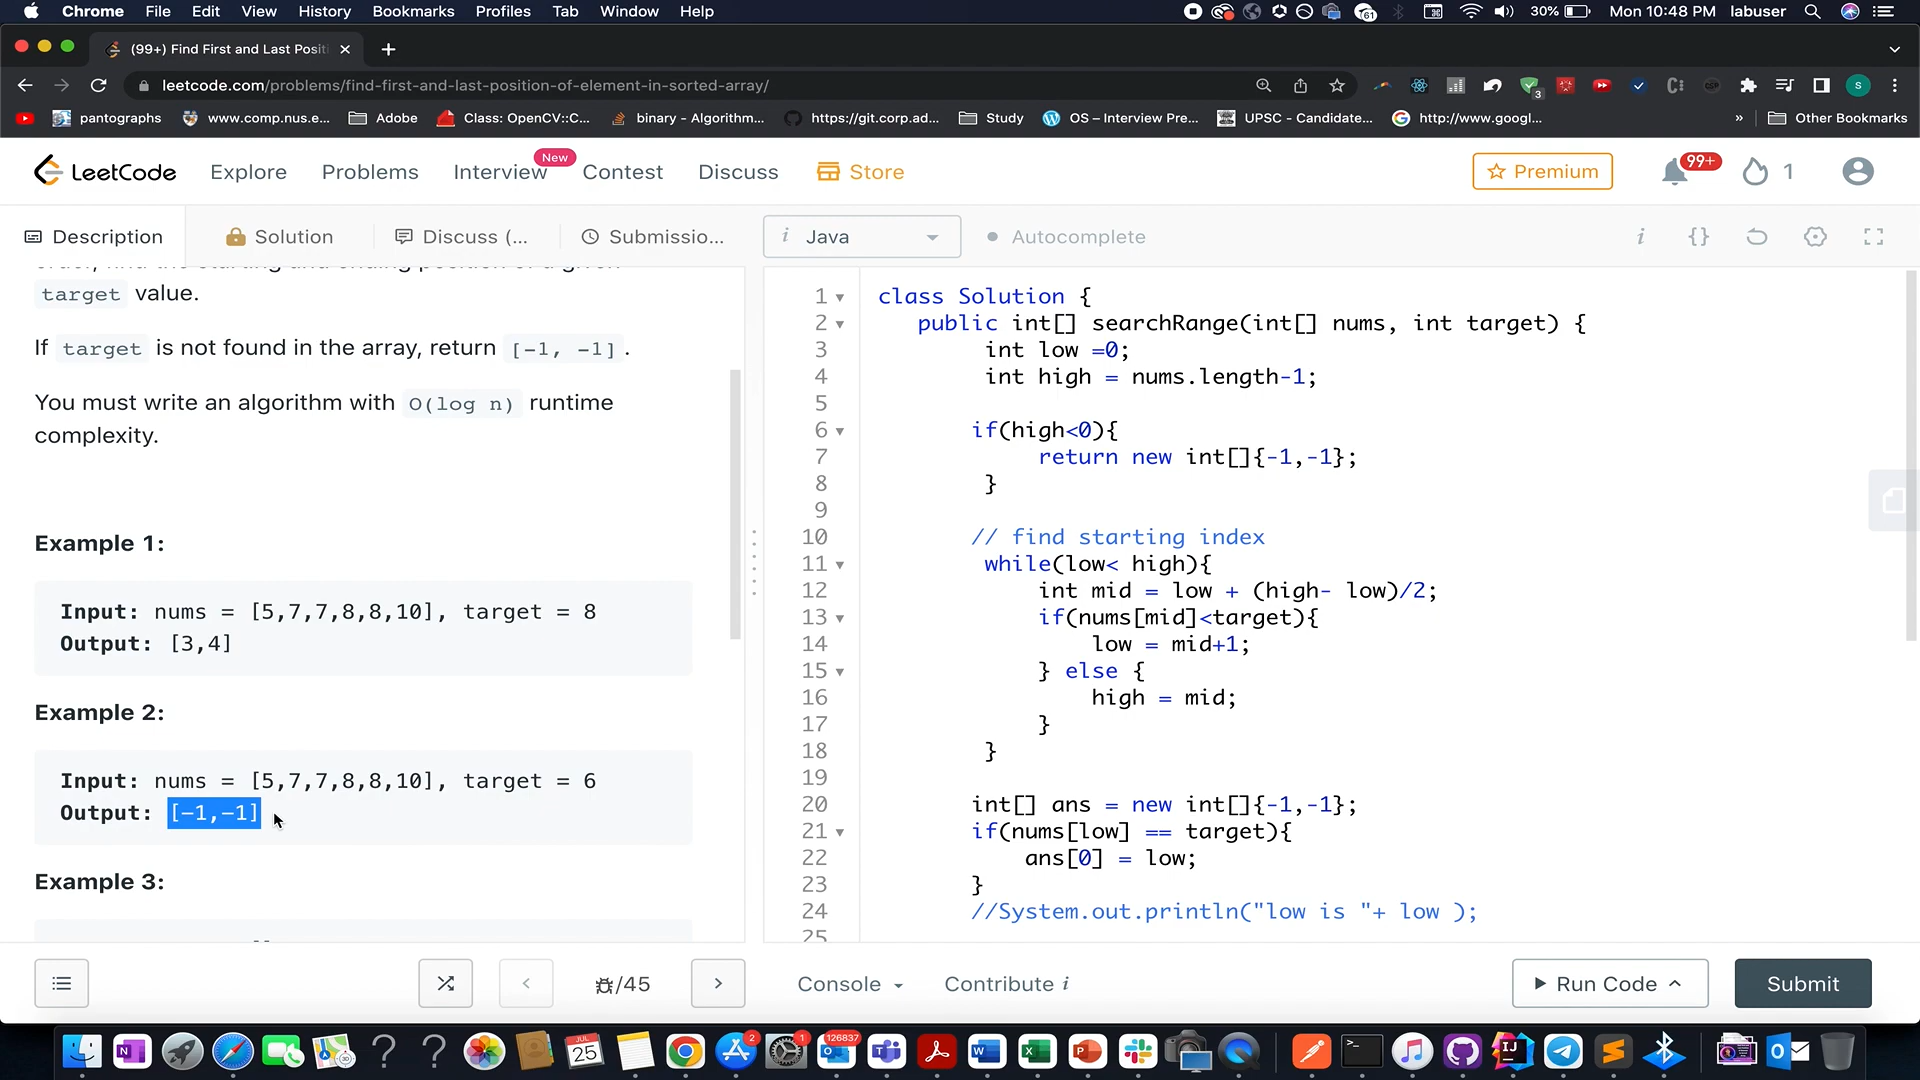 Chrome File Edit View History Bookmarks Profiles Tab Window Help 61 30% Mon 10:48 PM labuser
(99+) Find First and Last Positi
leetcode.com/problems/find-first-and-last-position-of-element-in-sorted-array/ 3 S
pantographs www.comp.nus.e... Adobe Class: OpenCV::C... binary - Algorithm... https://git.corp.ad... Study OS – Interview Pre... UPSC - Candidate... http://www.googl... » Other Bookmarks
LeetCode Explore Problems Interview New Contest Discuss Store Premium 99+ 1
Description Solution Discuss (... Submissio... i Java Autocomplete i {}
target value.
If target is not found in the array, return [-1, -1].
You must write an algorithm with O(log n) runtime
complexity.
Example 1:
Input: nums = [5,7,7,8,8,10], target = 8
Output: [3,4]
Example 2:
Input: nums = [5,7,7,8,8,10], target = 6
Output: [-1,-1]
Example 3:
1 class Solution {
2 public int[] searchRange(int[] nums, int target) {
3 int low =0;
4 int high = nums.length-1;
5
6 if(high<0){
7 return new int[]{-1,-1};
8 }
9
10 // find starting index
11 while(low< high){
12 int mid = low + (high- low)/2;
13 if(nums[mid]<target){
14 low = mid+1;
15 } else {
16 high = mid;
17 }
18 }
19
20 int[] ans = new int[]{-1,-1};
21 if(nums[low] == target){
22 ans[0] = low;
23 }
24 //System.out.println("low is "+ low );
25
/45 Console Contribute i Run Code Submit
N JUL 25 2 1 126837